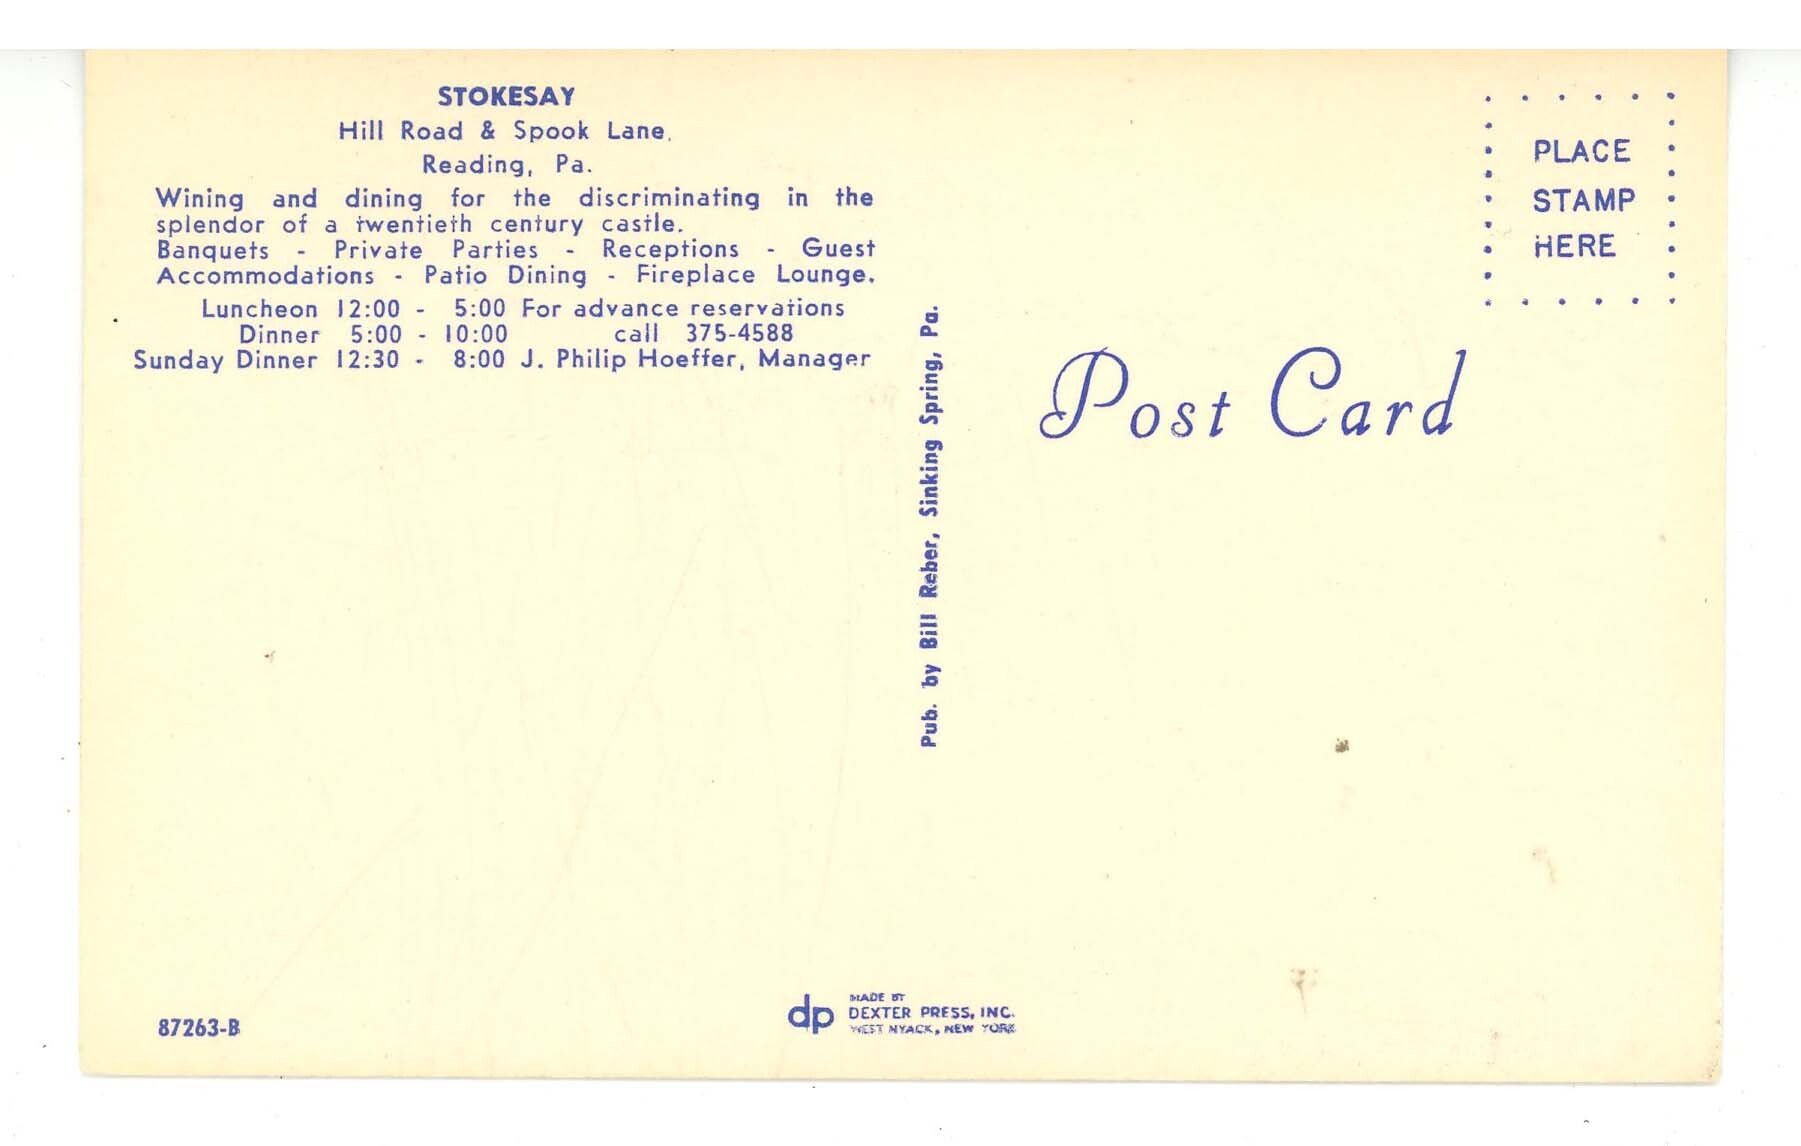 STOKESAY
Hill Road & Spook Lane,
Reading, Pa.
Wining and dining for the discriminating in the
splendor of a twentieth century castle.
Banquets - Private Parties - Receptions - Guest
Accommodations - Patio Dining - Fireplace Lounge.
Luncheon 12:00 - 5:00 For advance reservations
Dinner 5:00 - 10:00 call 375-4588
Sunday Dinner 12:30 - 8:00 J. Philip Hoeffer, Manager
87263-B
Pub. by Bill Reber, Sinking Spring, Pa.
dp
MADE BY
DEXTER PRESS, INC.
WEST NYACK, NEW YORK
PLACE
STAMP
HERE
Post Card